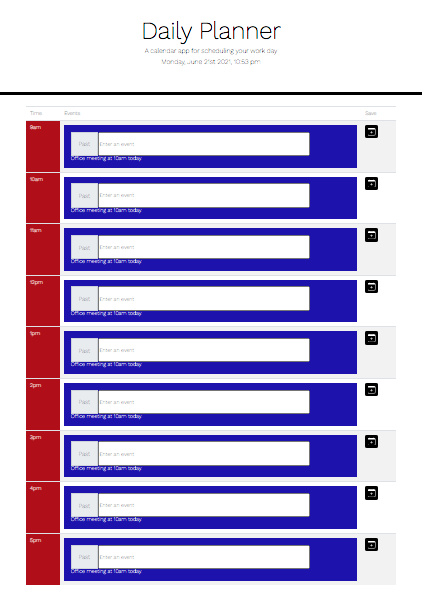 Daily Planner
A calendar app for scheduling your work day
Monday, June 21st 2021, 10:53 pm
Time Events Save
9am Past Enter an event
Office meeting at 10am today.
10am Past Enter an event
Office meeting at 10am today.
11am Past Enter an event
Office meeting at 10am today.
12pm Past Enter an event
Office meeting at 10am today.
1pm Past Enter an event
Office meeting at 10am today.
2pm Past Enter an event
Office meeting at 10am today.
3pm Past Enter an event
Office meeting at 10am today.
4pm Past Enter an event
Office meeting at 10am today.
5pm Past Enter an event
Office meeting at 10am today.